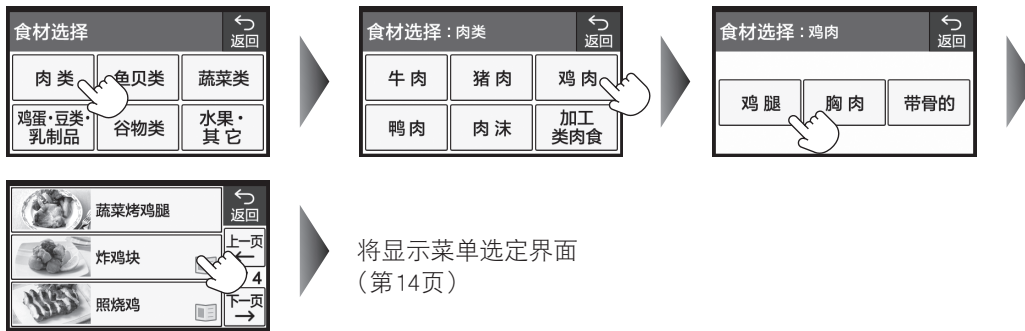 食材选择
返回
肉 类
鱼贝类
蔬菜类
鸡蛋·豆类·
乳制品
谷物类
水果·
其 它
食材选择：肉类
返回
牛 肉
猪 肉
鸡 肉
鸭 肉
肉 沫
加工
类肉食
食材选择：鸡肉
返回
鸡 腿
胸 肉
带骨的
蔬菜烤鸡腿
返回
炸鸡块
上一页
←
4
照烧鸡
下一页
→
将显示菜单选定界面
（第14页）